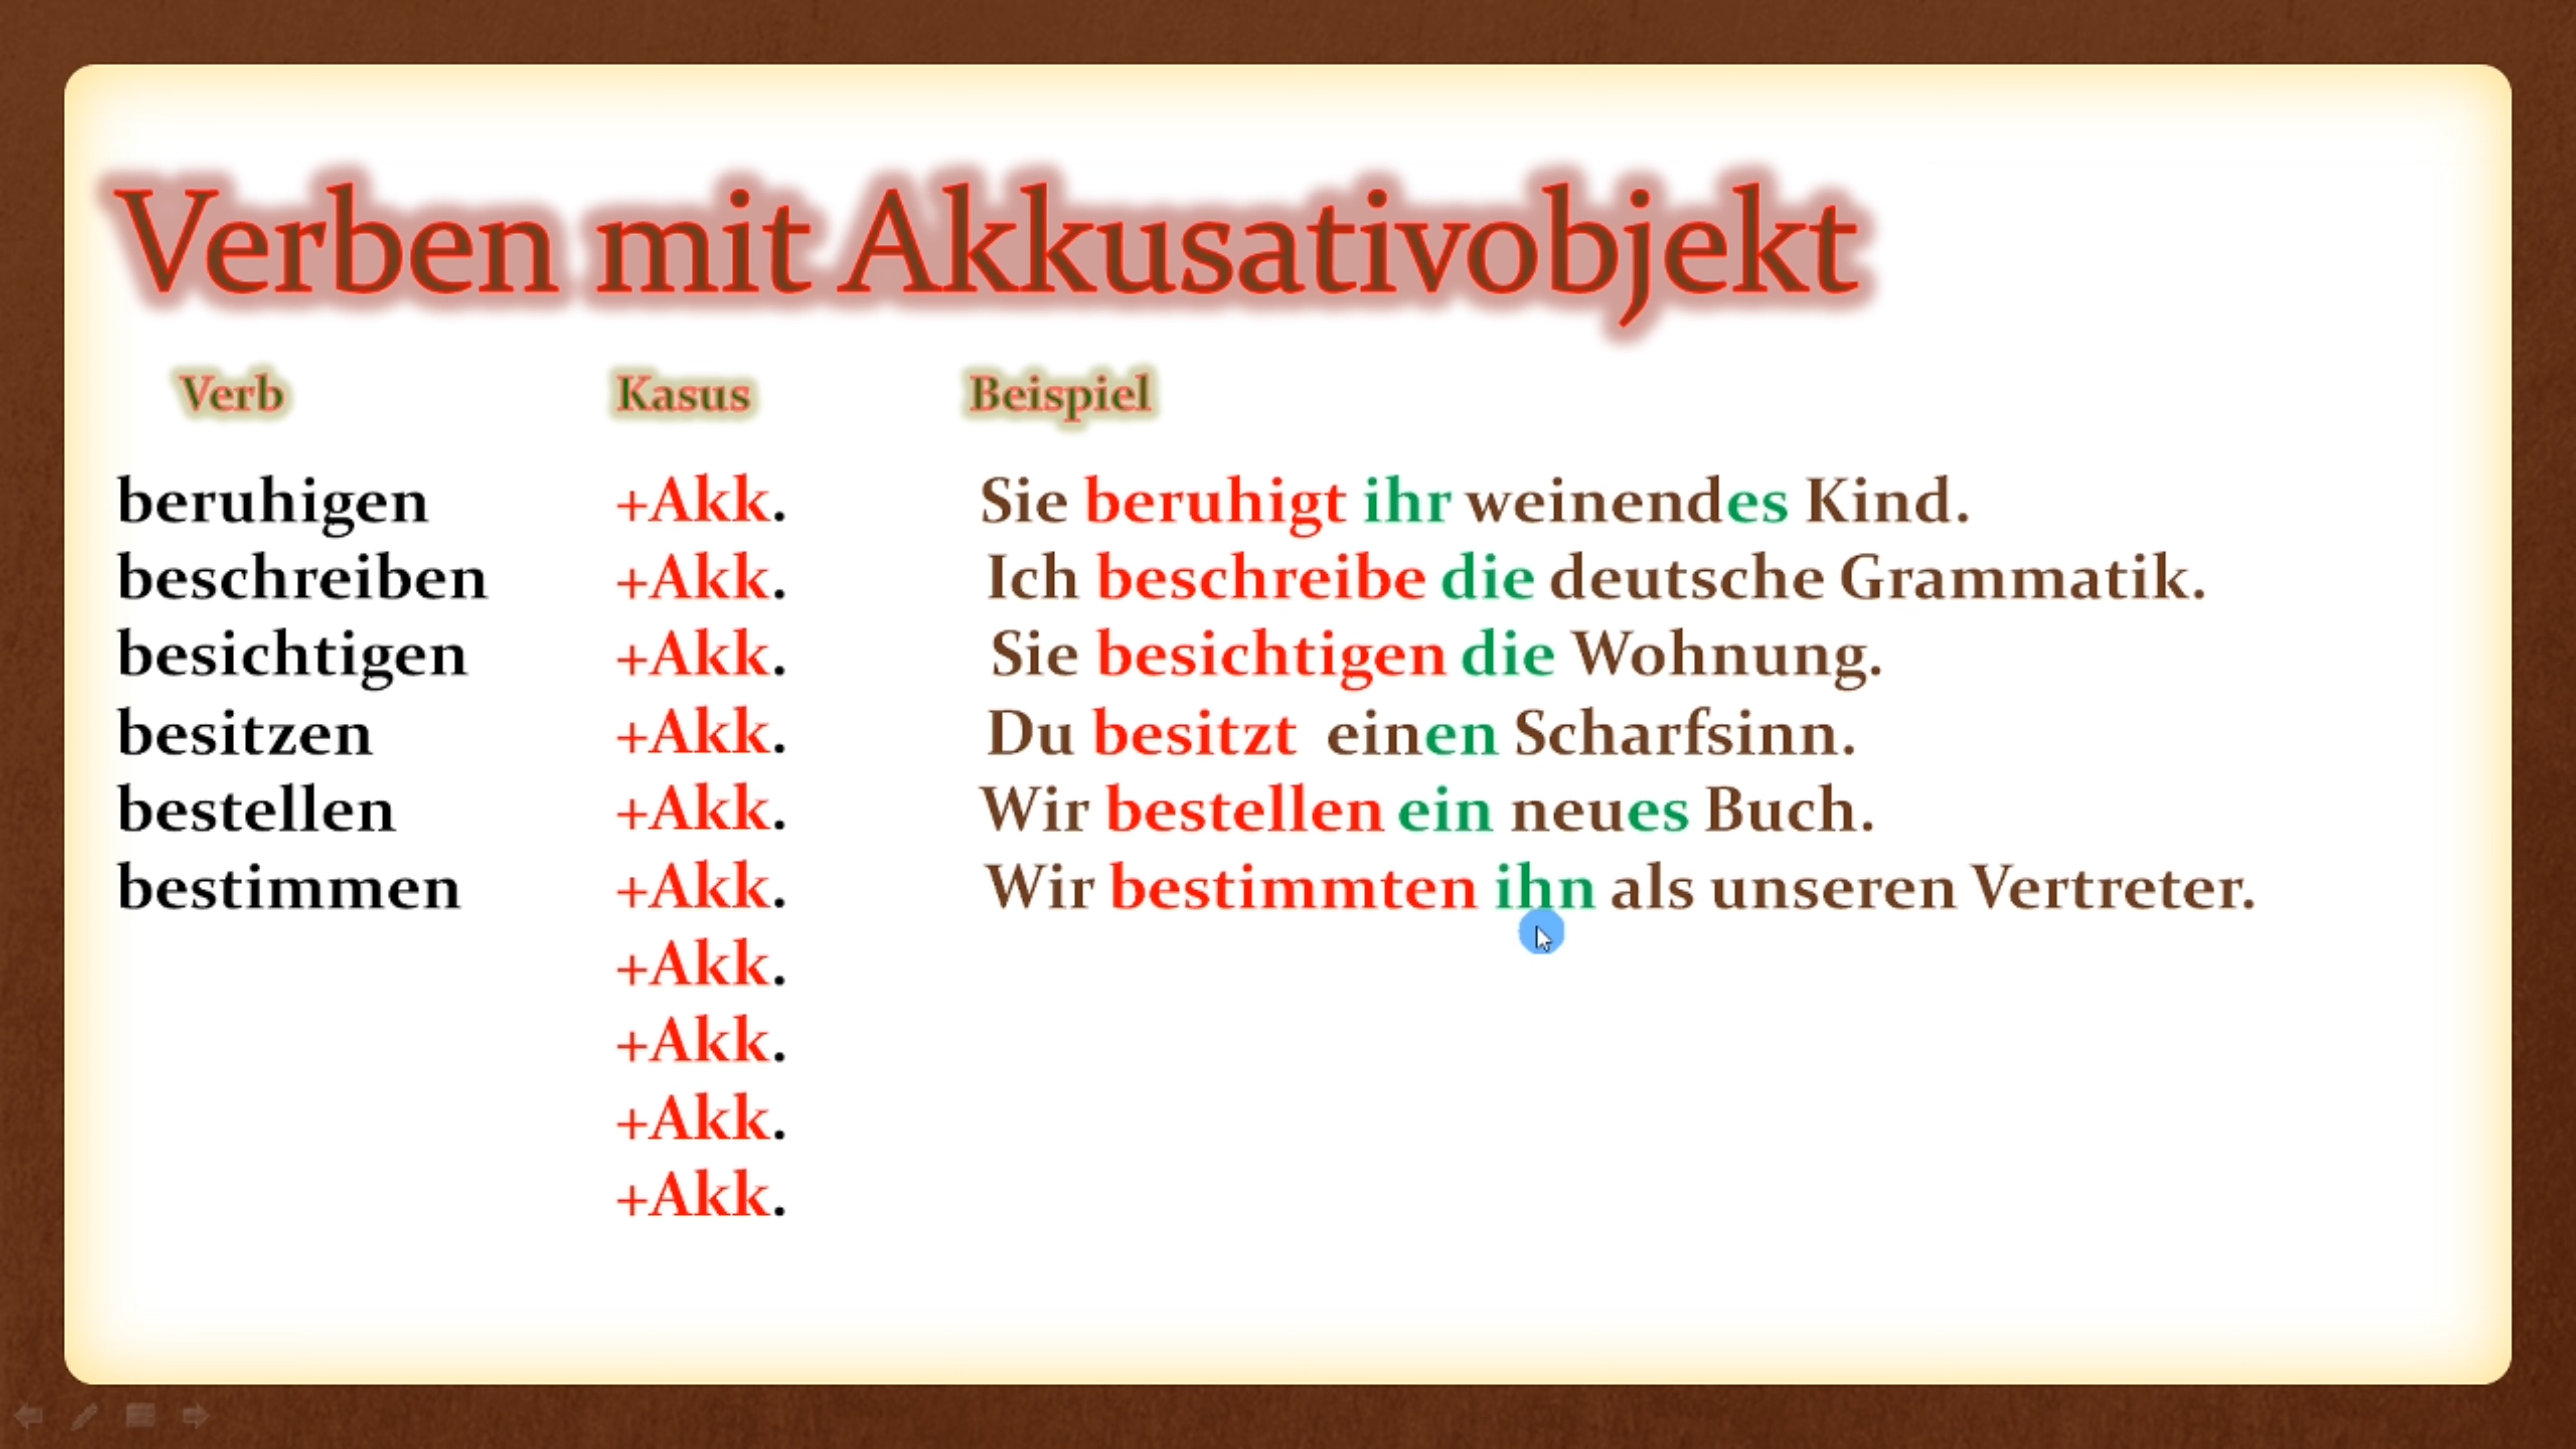 Verben mit Akkusativobjekt
Verb Kasus Beispiel
beruhigen +Akk. Sie beruhigt ihr weinendes Kind.
beschreiben +Akk. Ich beschreibe die deutsche Grammatik.
besichtigen +Akk. Sie besichtigen die Wohnung.
besitzen +Akk. Du besitzt einen Scharfsinn.
bestellen +Akk. Wir bestellen ein neues Buch.
bestimmen +Akk. Wir bestimmten ihn als unseren Vertreter.
+Akk.
+Akk.
+Akk.
+Akk.